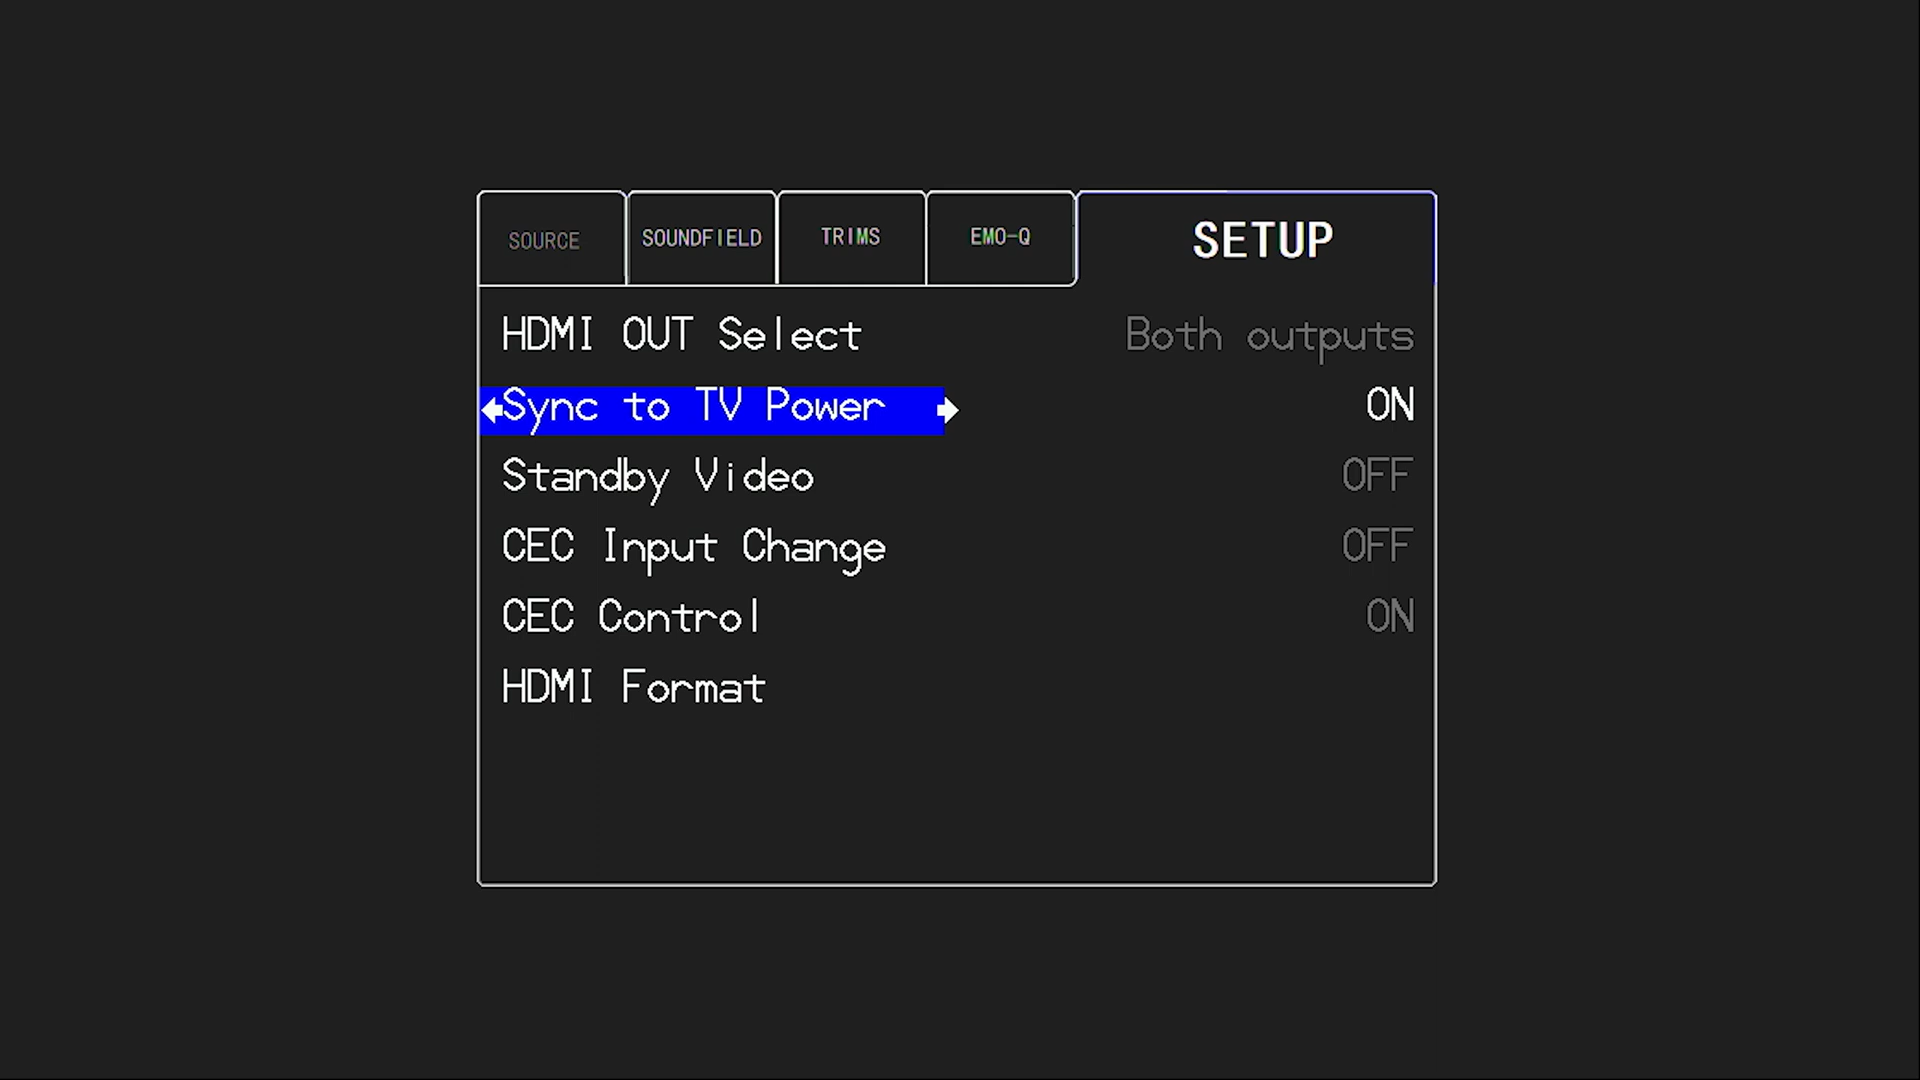 SOURCE SOUNDFIELD TRIMS EMO-Q SETUP
HDMI OUT Select Both outputs
Sync to TV Power ON
Standby Video OFF
CEC Input Change OFF
CEC Control ON
HDMI Format